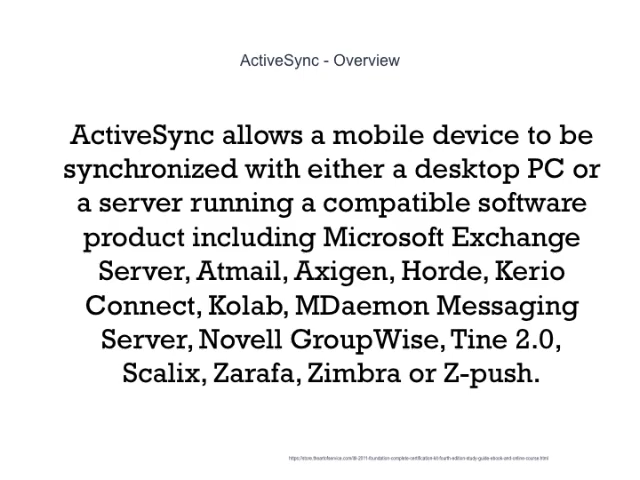 ActiveSync - Overview
ActiveSync allows a mobile device to be
synchronized with either a desktop PC or
a server running a compatible software
product including Microsoft Exchange
Server, Atmail, Axigen, Horde, Kerio
Connect, Kolab, MDaemon Messaging
Server, Novell GroupWise, Tine 2.0,
Scalix, Zarafa, Zimbra or Z-push.